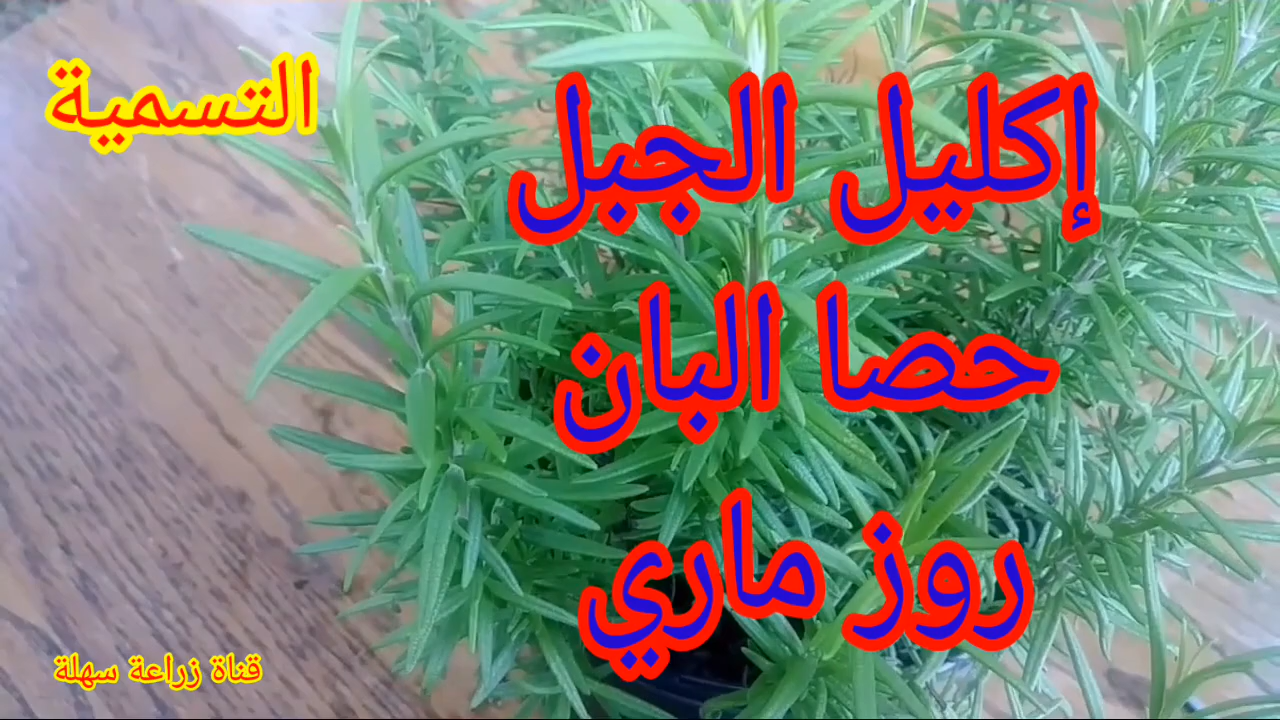 التسمية
إكليل الجبل
حصا البان
روز ماري
قناة زراعة سهلة